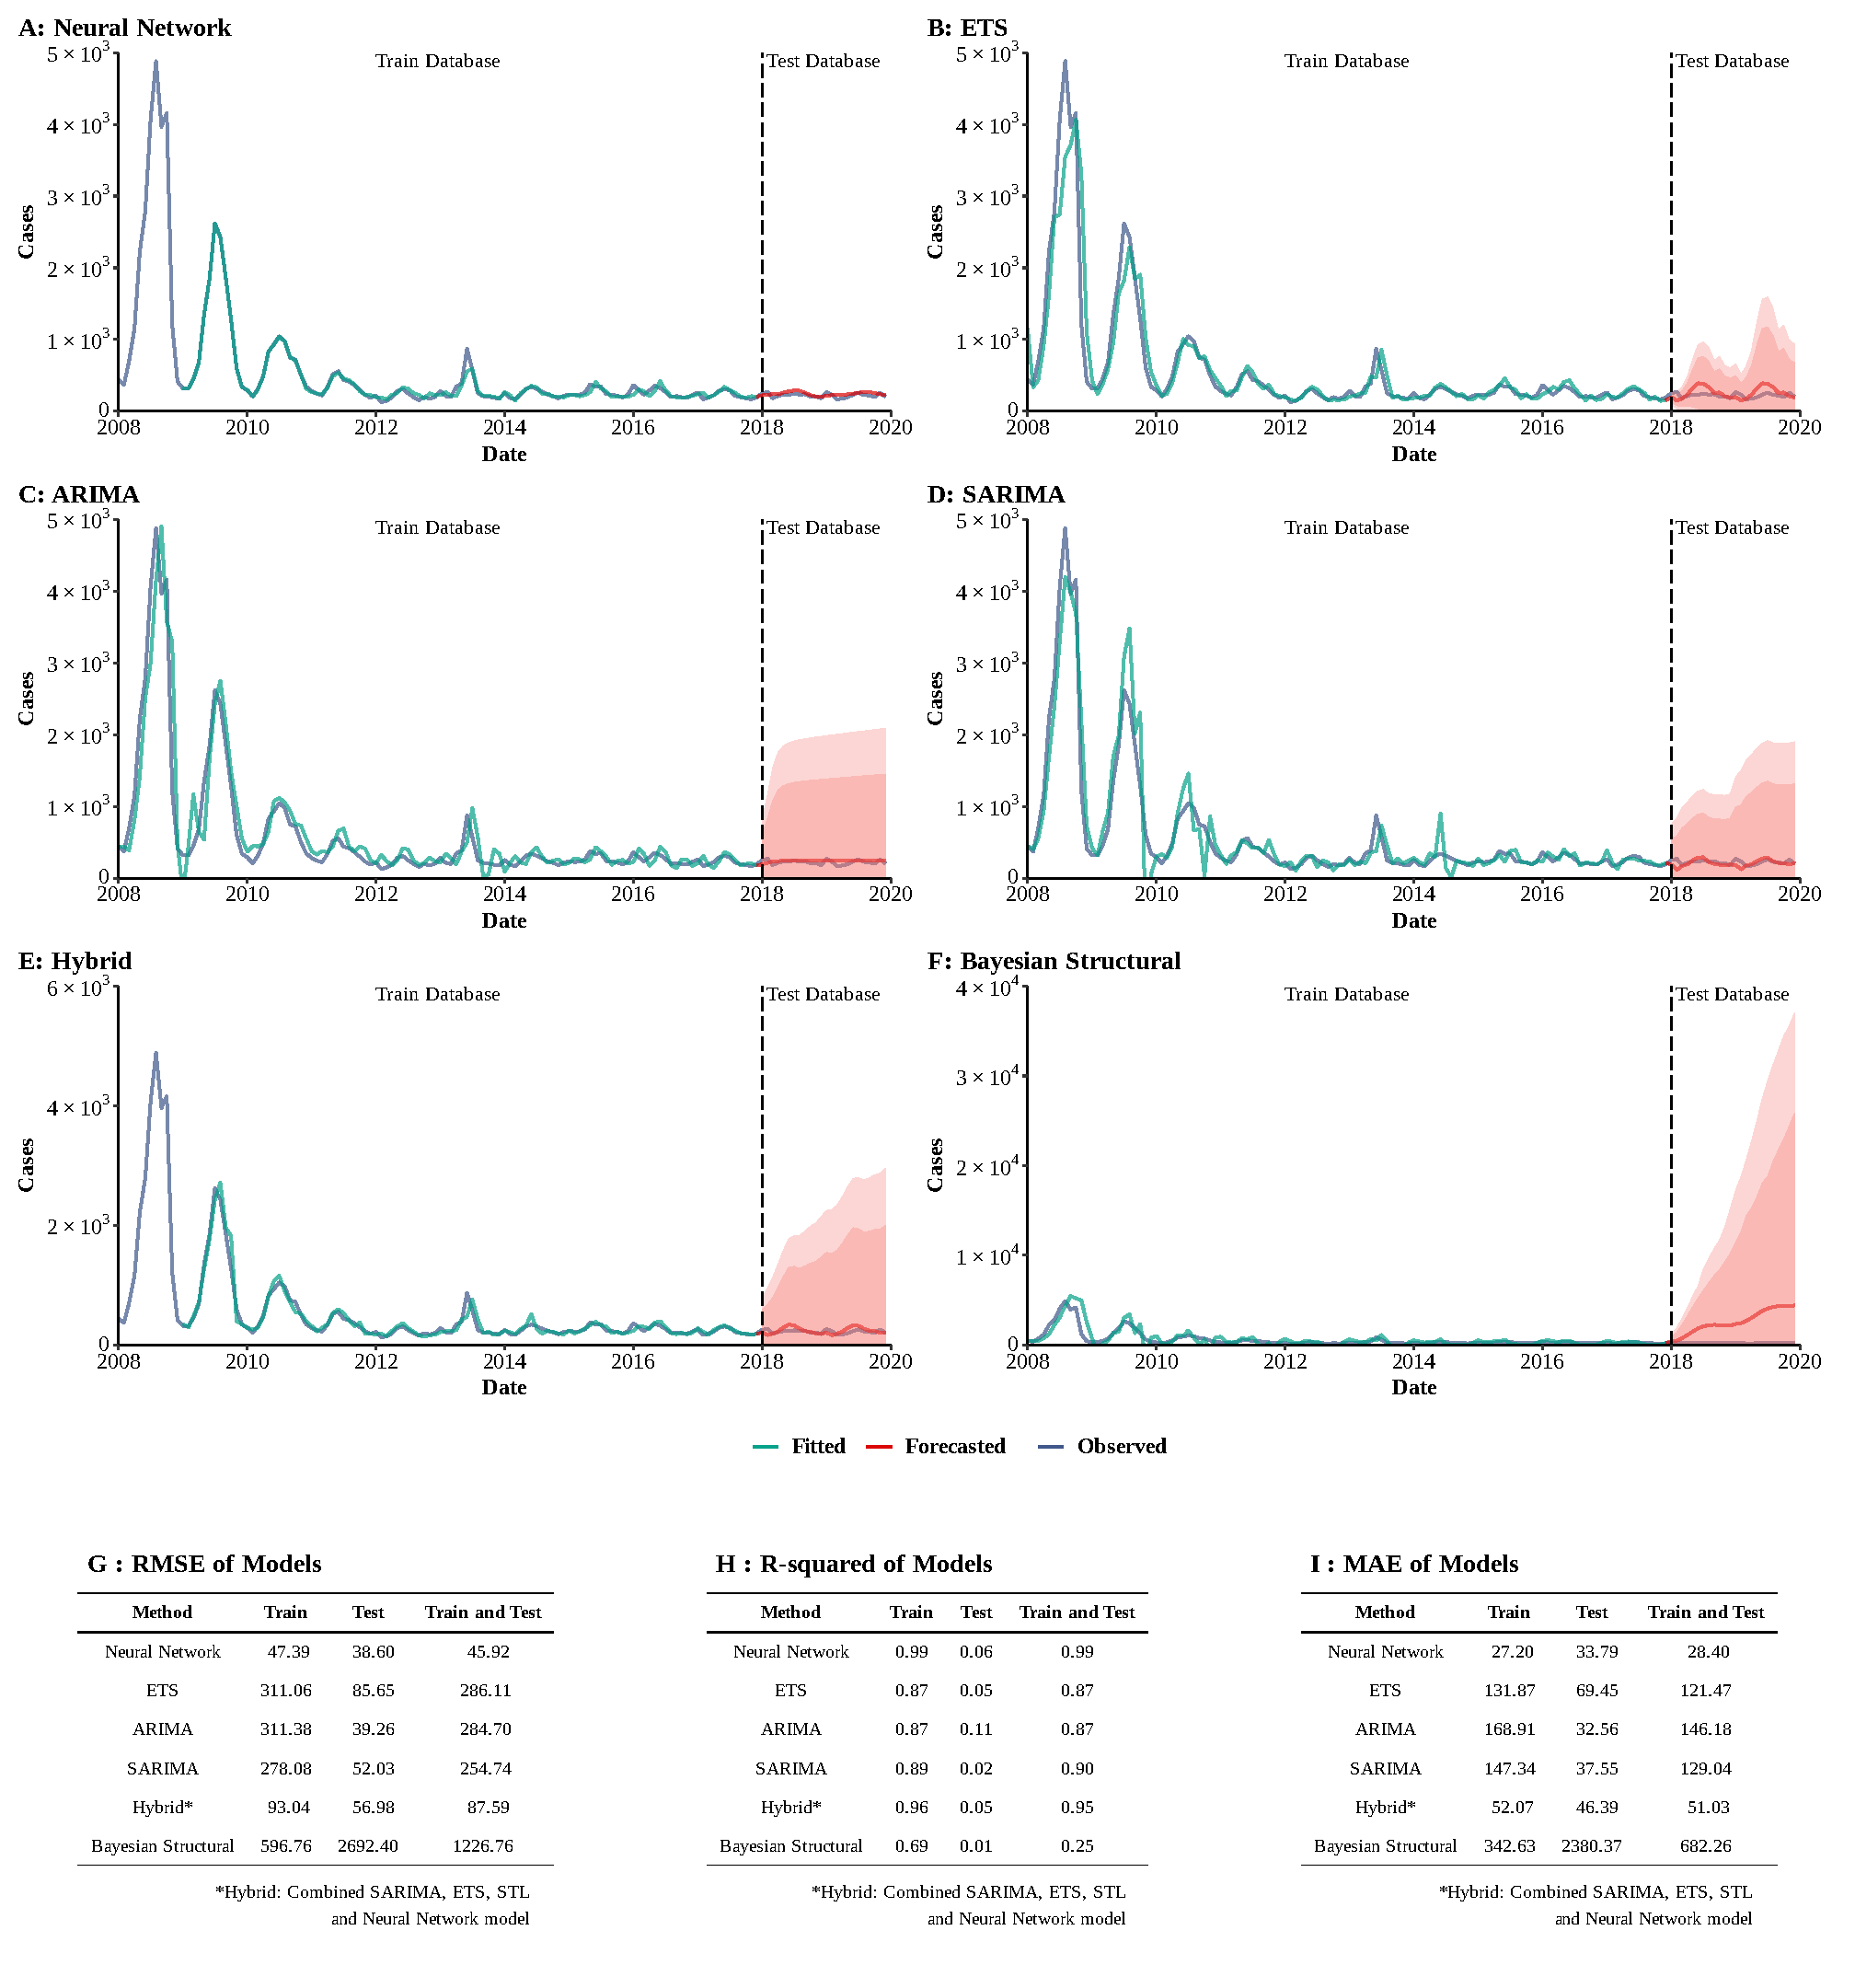 A: Neural Network
5 × 10³
4 × 10³
3 × 10³
2 × 10³
1 × 10³
0
Cases
Train Database
Test Database
2008 2010 2012 2014 2016 2018 2020
Date
B: ETS
5 × 10³
4 × 10³
3 × 10³
2 × 10³
1 × 10³
0
Cases
Train Database
Test Database
2008 2010 2012 2014 2016 2018 2020
Date
C: ARIMA
5 × 10³
4 × 10³
3 × 10³
2 × 10³
1 × 10³
0
Cases
Train Database
Test Database
2008 2010 2012 2014 2016 2018 2020
Date
D: SARIMA
5 × 10³
4 × 10³
3 × 10³
2 × 10³
1 × 10³
0
Cases
Train Database
Test Database
2008 2010 2012 2014 2016 2018 2020
Date
E: Hybrid
6 × 10³
4 × 10³
2 × 10³
0
Cases
Train Database
Test Database
2008 2010 2012 2014 2016 2018 2020
Date
F: Bayesian Structural
4 × 10⁴
3 × 10⁴
2 × 10⁴
1 × 10⁴
0
Cases
Train Database
Test Database
2008 2010 2012 2014 2016 2018 2020
Date
Fitted Forecasted Observed
G : RMSE of Models
Method Train Test Train and Test
Neural Network 47.39 38.60 45.92
ETS 311.06 85.65 286.11
ARIMA 311.38 39.26 284.70
SARIMA 278.08 52.03 254.74
Hybrid* 93.04 56.98 87.59
Bayesian Structural 596.76 2692.40 1226.76
*Hybrid: Combined SARIMA, ETS, STL
and Neural Network model
H : R-squared of Models
Method Train Test Train and Test
Neural Network 0.99 0.06 0.99
ETS 0.87 0.05 0.87
ARIMA 0.87 0.11 0.87
SARIMA 0.89 0.02 0.90
Hybrid* 0.96 0.05 0.95
Bayesian Structural 0.69 0.01 0.25
*Hybrid: Combined SARIMA, ETS, STL
and Neural Network model
I : MAE of Models
Method Train Test Train and Test
Neural Network 27.20 33.79 28.40
ETS 131.87 69.45 121.47
ARIMA 168.91 32.56 146.18
SARIMA 147.34 37.55 129.04
Hybrid* 52.07 46.39 51.03
Bayesian Structural 342.63 2380.37 682.26
*Hybrid: Combined SARIMA, ETS, STL
and Neural Network model